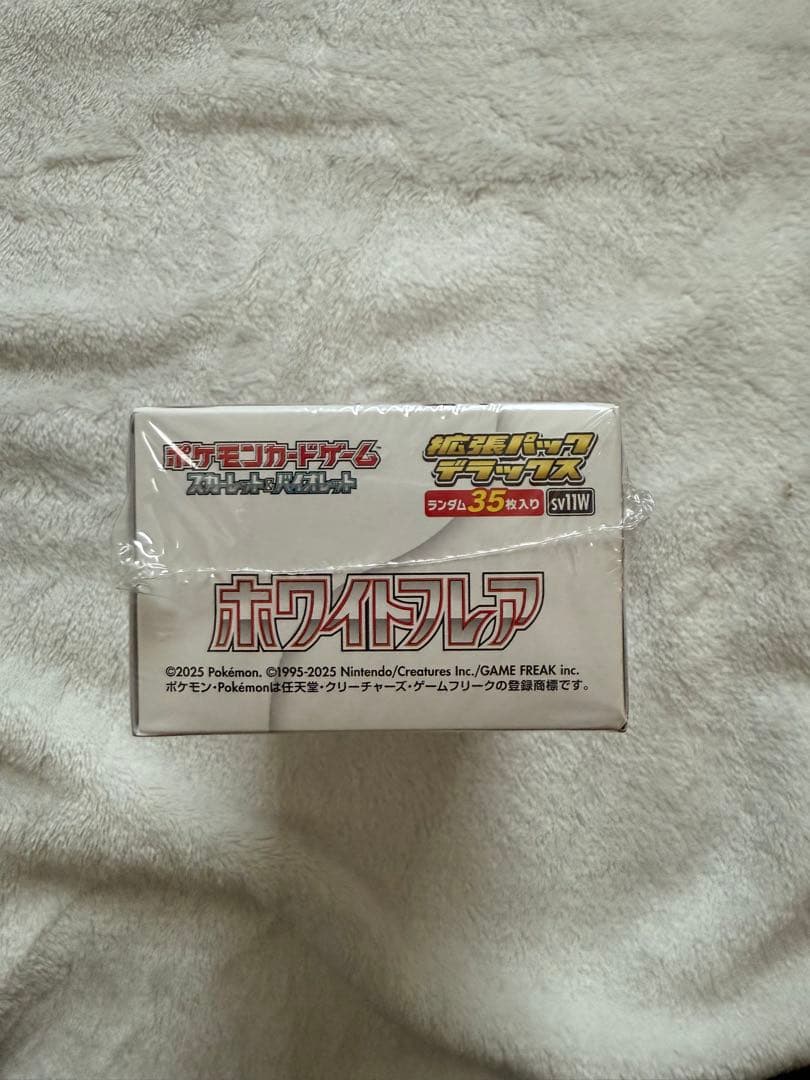 ポケモンカードゲーム™
スカーレット&バイオレット
拡張パック
デラックス
ランダム35枚入り SV11W
ホワイトフレア
©2025 Pokémon. ©1995-2025 Nintendo/Creatures Inc./GAME FREAK inc.
ポケモン・Pokémonは任天堂・クリーチャーズ・ゲームフリークの登録商標です。